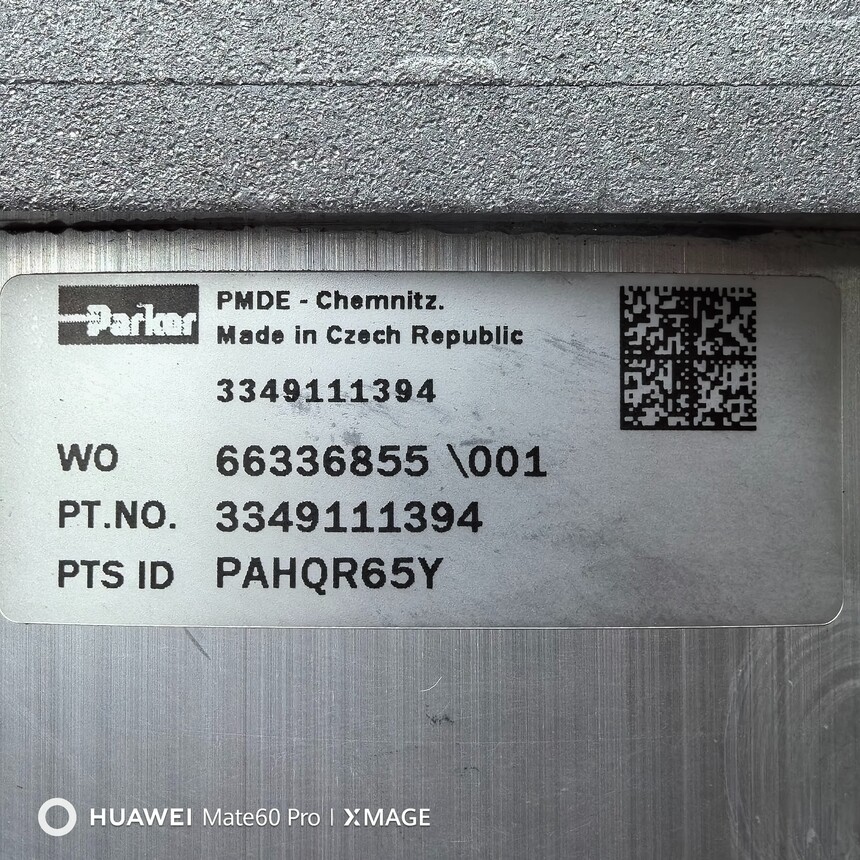 Parker
PMDE - Chemnitz.
Made in Czech Republic
3349111394
WO 66336855 \001
PT.NO. 3349111394
PTS ID PAHQR65Y
HUAWEI Mate60 Pro | XMAGE